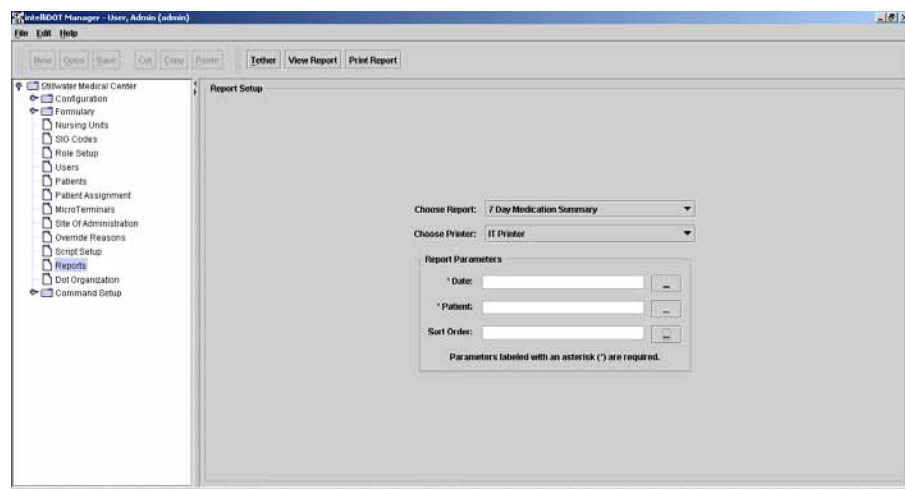 intelliDOT Manager - User, Admin (admin)
File Edit Help
New Open Save Cut Copy Paste Tether View Report Print Report
Stillwater Medical Center
Configuration
Formulary
Nursing Units
SIG Codes
Role Setup
Users
Patients
Patient Assignment
MicroTerminals
Site Of Administration
Override Reasons
Script Setup
Reports
Dot Organization
Command Setup
Report Setup
Choose Report: 7 Day Medication Summary
Choose Printer: IT Printer
Report Parameters
* Date: ...
* Patient: ...
Sort Order: ...
Parameters labeled with an asterisk (*) are required.